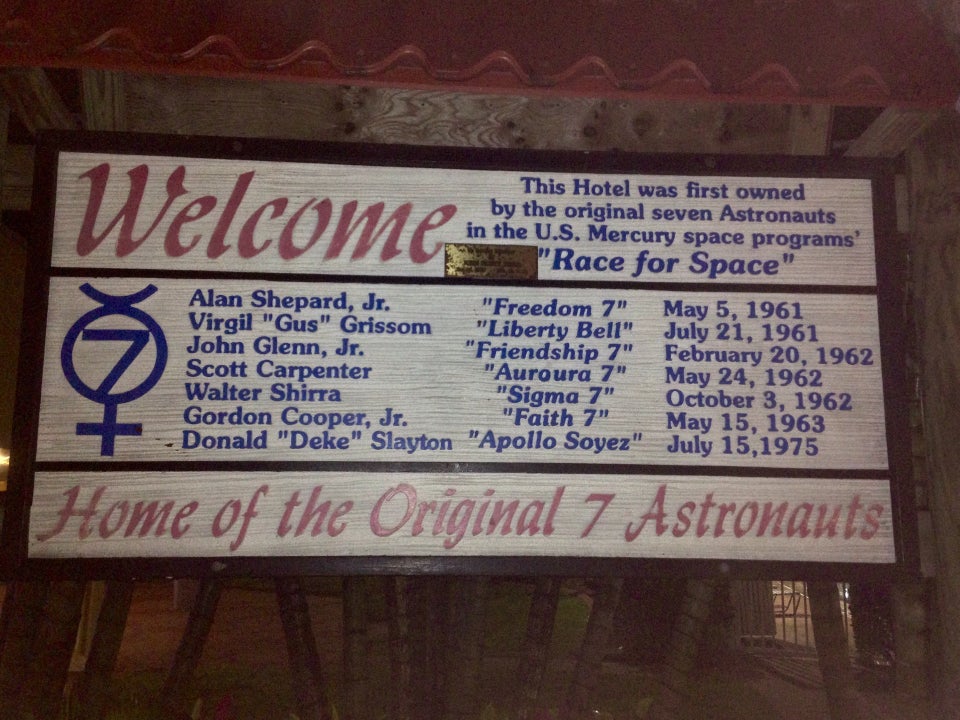 Welcome
This Hotel was first owned
by the original seven Astronauts
in the U.S. Mercury space programs'
"Race for Space"
7
Alan Shepard, Jr. "Freedom 7" May 5, 1961
Virgil "Gus" Grissom "Liberty Bell" July 21, 1961
John Glenn, Jr. "Friendship 7" February 20, 1962
Scott Carpenter "Auroura 7" May 24, 1962
Walter Shirra "Sigma 7" October 3, 1962
Gordon Cooper, Jr. "Faith 7" May 15, 1963
Donald "Deke" Slayton "Apollo Soyez" July 15,1975
Home of the Original 7 Astronauts